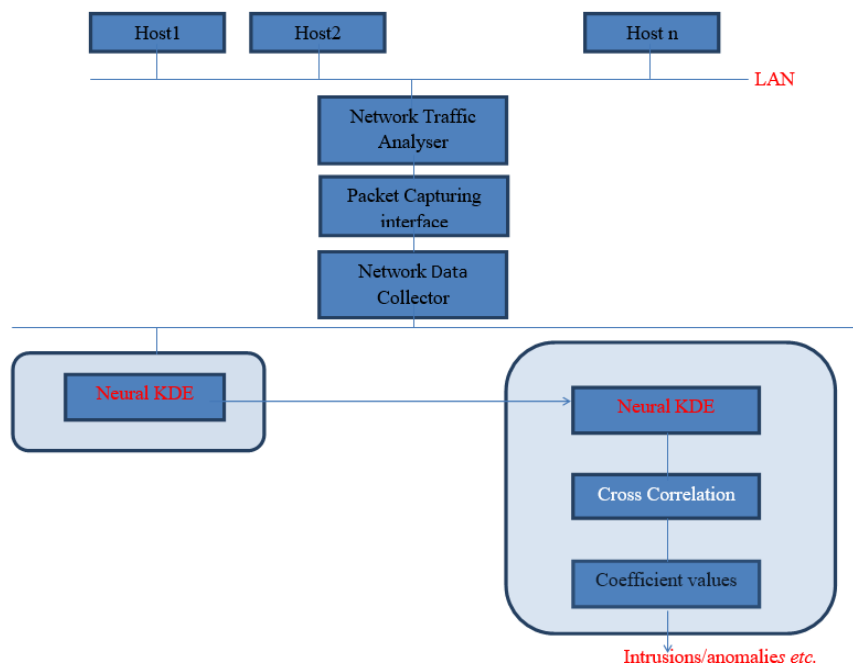 Host1
Host2
Host n
LAN
Network Traffic
Analyser
Packet Capturing
interface
Network Data
Collector
Neural KDE
Neural KDE
Cross Correlation
Coefficient values
Intrusions/anomalies etc.